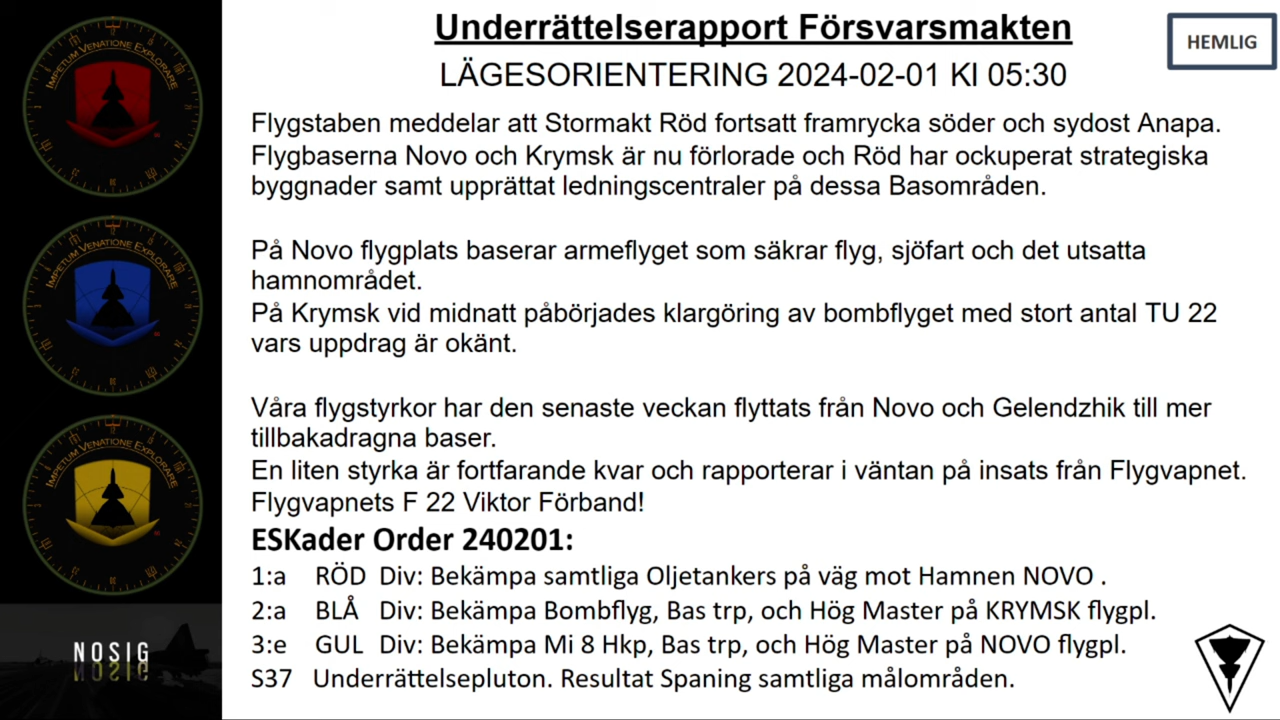 Underrättelserapport Försvarsmakten
HEMLIG
LÄGESORIENTERING 2024-02-01 Kl 05:30
Flygstaben meddelar att Stormakt Röd fortsatt framrycka söder och sydost Anapa.
Flygbaserna Novo och Krymsk är nu förlorade och Röd har ockuperat strategiska
byggnader samt upprättat ledningscentraler på dessa Basområden.
På Novo flygplats baserar armeflyget som säkrar flyg, sjöfart och det utsatta
hamnområdet.
På Krymsk vid midnatt påbörjades klargöring av bombflyget med stort antal TU 22
vars uppdrag är okänt.
Våra flygstyrkor har den senaste veckan flyttats från Novo och Gelendzhik till mer
tillbakadragna baser.
En liten styrka är fortfarande kvar och rapporterar i väntan på insats från Flygvapnet.
Flygvapnets F 22 Viktor Förband!
ESKader Order 240201:
1:a RÖD Div: Bekämpa samtliga Oljetankers på väg mot Hamnen NOVO .
2:a BLÅ Div: Bekämpa Bombflyg, Bas trp, och Hög Master på KRYMSK flygpl.
3:e GUL Div: Bekämpa Mi 8 Hkp, Bas trp, och Hög Master på NOVO flygpl.
S37 Underrättelsepluton. Resultat Spaning samtliga målområden.
IMPETUM VENATIONE EXPLORARE
IMPETUM VENATIONE EXPLORARE
IMPETUM VENATIONE EXPLORARE
NOSIG